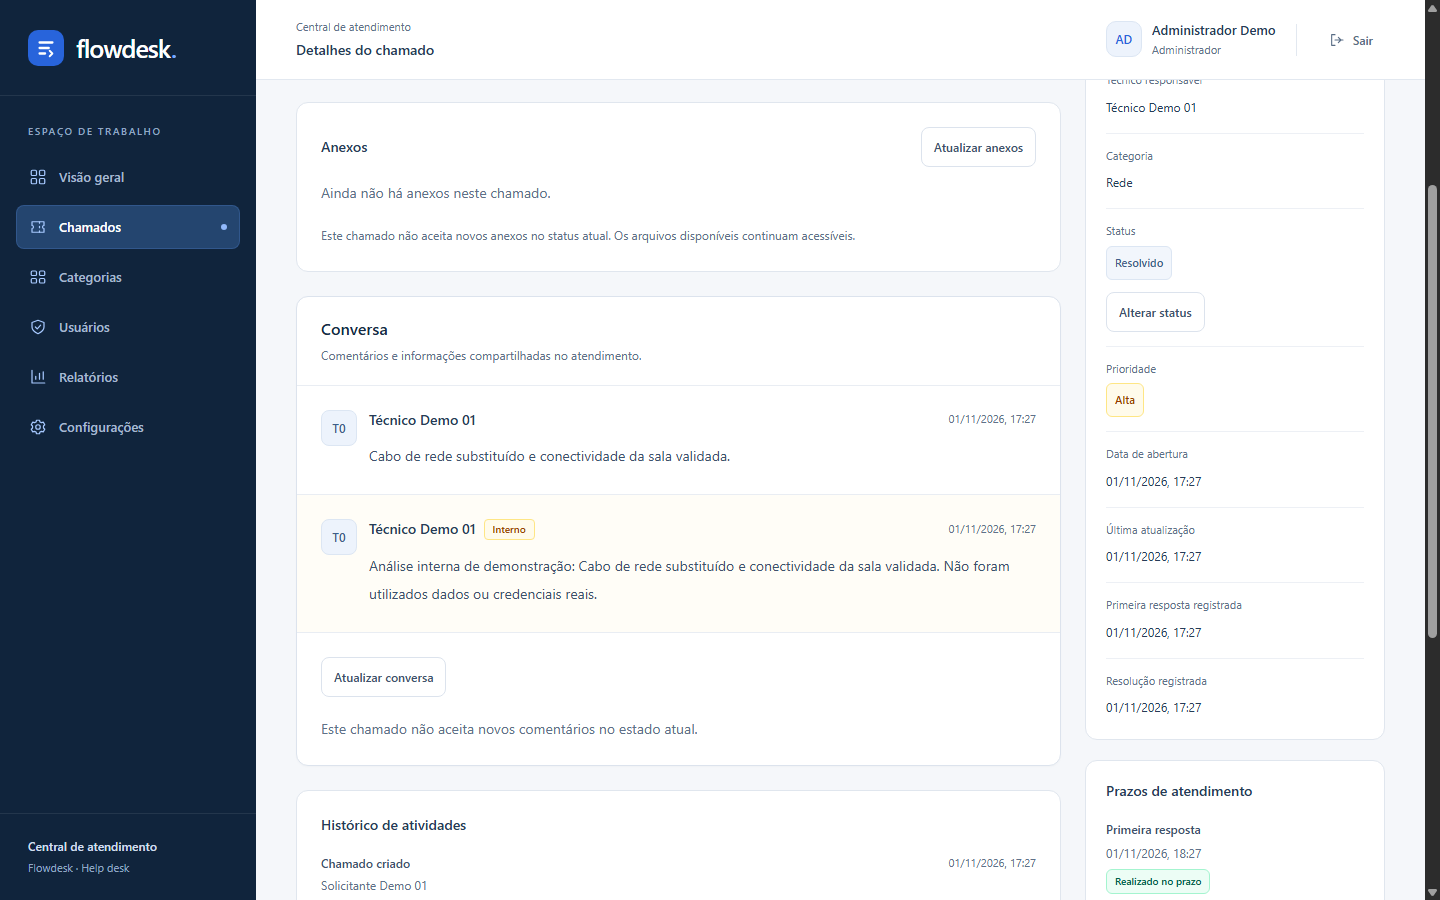 flowdesk.
ESPAÇO DE TRABALHO
Visão geral
Chamados
Categorias
Usuários
Relatórios
Configurações
Central de atendimento
Flowdesk · Help desk
Central de atendimento
Detalhes do chamado
AD
Administrador Demo
Administrador
Sair
Anexos
Atualizar anexos
Ainda não há anexos neste chamado.
Este chamado não aceita novos anexos no status atual. Os arquivos disponíveis continuam acessíveis.
Conversa
Comentários e informações compartilhadas no atendimento.
T0
Técnico Demo 01
01/11/2026, 17:27
Cabo de rede substituído e conectividade da sala validada.
T0
Técnico Demo 01
Interno
01/11/2026, 17:27
Análise interna de demonstração: Cabo de rede substituído e conectividade da sala validada. Não foram
utilizados dados ou credenciais reais.
Atualizar conversa
Este chamado não aceita novos comentários no estado atual.
Histórico de atividades
Chamado criado
01/11/2026, 17:27
Solicitante Demo 01
Técnico responsável
Técnico Demo 01
Categoria
Rede
Status
Resolvido
Alterar status
Prioridade
Alta
Data de abertura
01/11/2026, 17:27
Última atualização
01/11/2026, 17:27
Primeira resposta registrada
01/11/2026, 17:27
Resolução registrada
01/11/2026, 17:27
Prazos de atendimento
Primeira resposta
01/11/2026, 18:27
Realizado no prazo